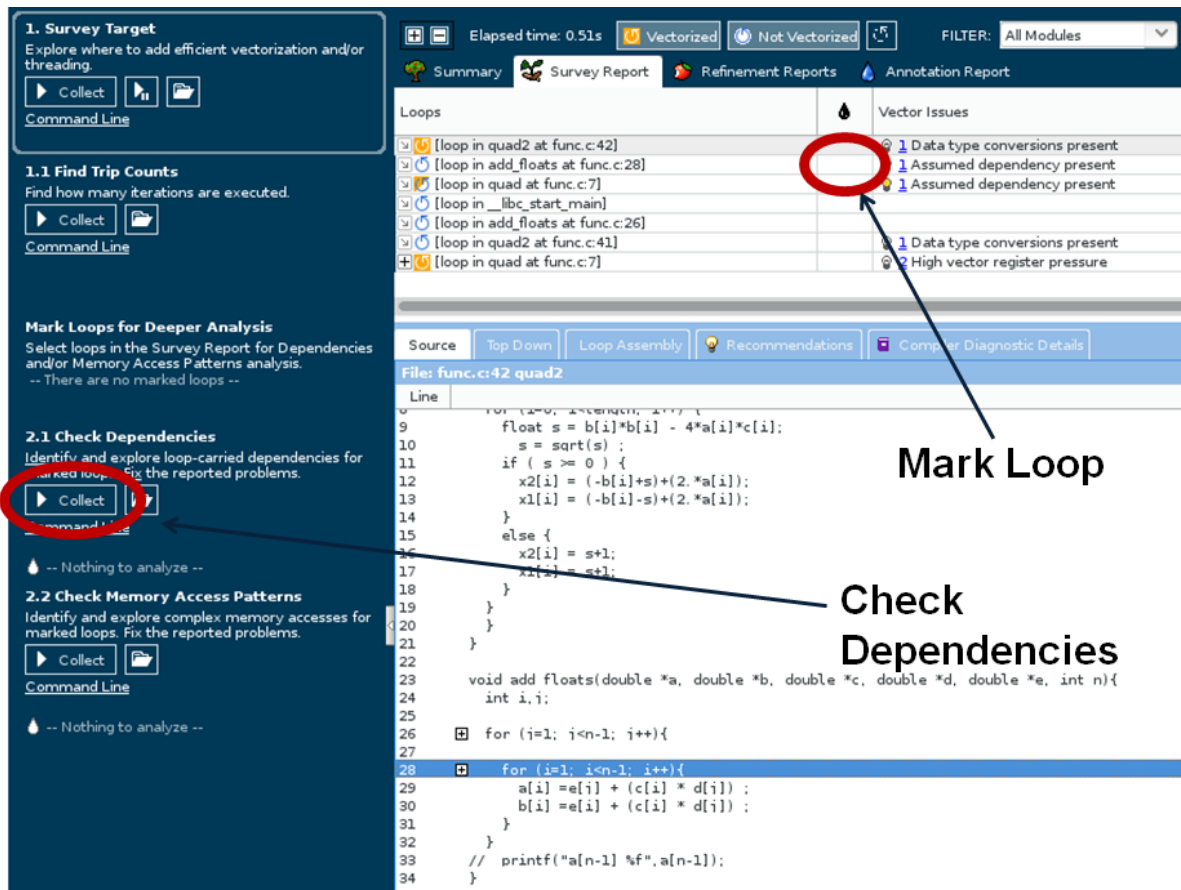 1. Survey Target
Explore where to add efficient vectorization and/or
threading.
Collect
Command Line
1.1 Find Trip Counts
Find how many iterations are executed.
Collect
Command Line
Mark Loops for Deeper Analysis
Select loops in the Survey Report for Dependencies
and/or Memory Access Patterns analysis.
-- There are no marked loops --
2.1 Check Dependencies
Identify and explore loop-carried dependencies for
marked loops. Fix the reported problems.
Collect
Command Line
-- Nothing to analyze --
2.2 Check Memory Access Patterns
Identify and explore complex memory accesses for
marked loops. Fix the reported problems.
Collect
Command Line
-- Nothing to analyze --
Elapsed time: 0.51s Vectorized Not Vectorized FILTER: All Modules
Summary Survey Report Refinement Reports Annotation Report
Loops Vector Issues
[loop in quad2 at func.c:42] 1 Data type conversions present
[loop in add_floats at func.c:28] 1 Assumed dependency present
[loop in quad at func.c:7] 1 Assumed dependency present
[loop in __libc_start_main]
[loop in add_floats at func.c:26]
[loop in quad2 at func.c:41] 1 Data type conversions present
[loop in quad at func.c:7] 2 High vector register pressure
Source Top Down Loop Assembly Recommendations Compiler Diagnostic Details
File: func.c:42 quad2
Line
8 for (i=0; i<length; i++) {
9 float s = b[i]*b[i] - 4*a[i]*c[i];
10 s = sqrt(s) ;
11 if ( s >= 0 ) {
12 x2[i] = (-b[i]+s)+(2.*a[i]);
13 x1[i] = (-b[i]-s)+(2.*a[i]);
14 }
15 else {
16 x2[i] = s+1;
17 x1[i] = s+1;
18 }
19 }
20 }
21 }
22
23 void add floats(double *a, double *b, double *c, double *d, double *e, int n){
24 int i,j;
25
26 for (j=1; j<n-1; j++){
27
28 for (i=1; i<n-1; i++){
29 a[i] =e[j] + (c[i] * d[j]) ;
30 b[i] =e[i] + (c[i] * d[j]) ;
31 }
32 }
33 // printf("a[n-1] %f",a[n-1]);
34 }
Mark Loop
Check
Dependencies